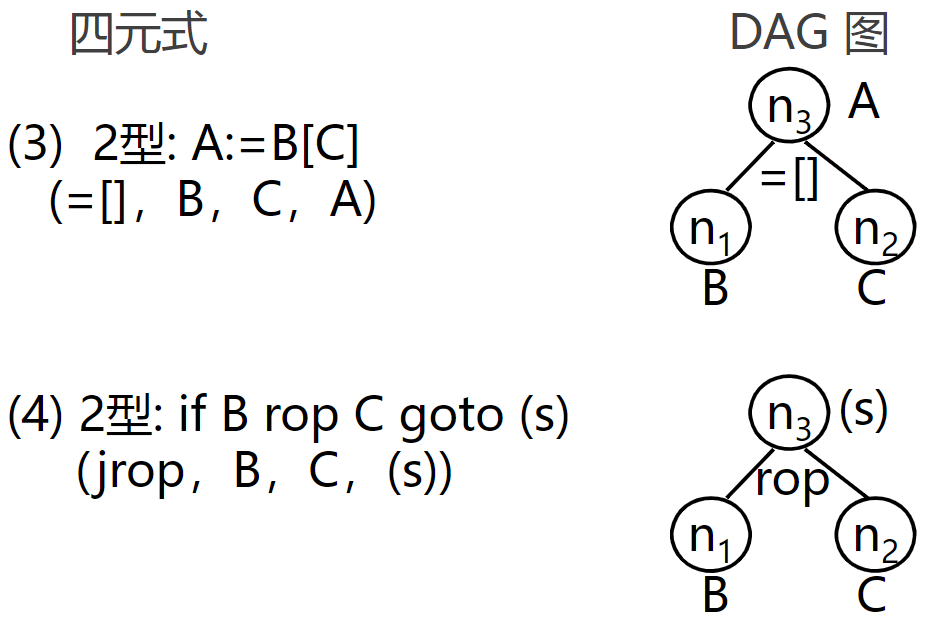 四元式
DAG 图
(3) 2型: A:=B[C]
(=[], B, C, A)
n3 A
=[]
n1 n2
B C
(4) 2型: if B rop C goto (s)
(jrop, B, C, (s))
n3 (s)
rop
n1 n2
B C